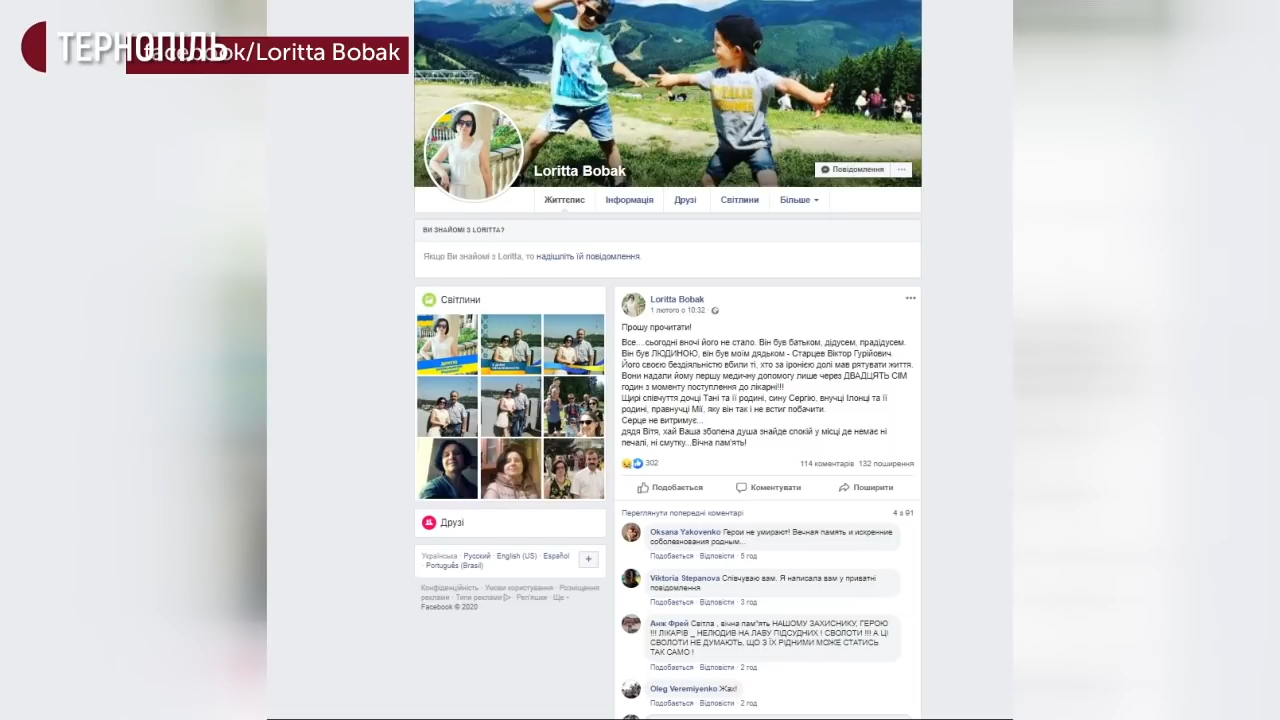 ТЕРНОПІЛЬ
facebook/Loritta Bobak
Loritta Bobak
Повідомлення
Життєпис Інформація Друзі Світлини Більше
ВИ ЗНАЙОМІ З LORITTA?
Якщо Ви знайомі з Loritta, то надішліть їй повідомлення.
Світлини
Друзі
Українська · Русский · English (US) · Español
· Português (Brasil)
Конфіденційність · Умови користування · Розміщення
реклами · Типи реклами · Реп'яшки · Ще
Facebook © 2020
Loritta Bobak
1 лютого о 10:32
Прошу прочитати!
Все....сьогодні вночі його не стало. Він був батьком, дідусем, прадідусем.
Він був ЛЮДИНОЮ, він був моїм дядьком - Старцев Віктор Гурійович
Його своєю бездіяльністю вбили ті, хто за іронією долі мав рятувати життя.
Вони надали йому першу медичну допомогу лише через ДВАДЦЯТЬ СІМ
годин з моменту поступлення до лікарні!!!
Щирі співчуття дочці Тані та її родині, сину Сергію, внучці Ілонці та її
родині, правнучці Мії, яку він так і не встиг побачити.
Серце не витримує...
дядя Вітя, хай Ваша зболена душа знайде спокій у місці де немає ні
печалі, ні смутку...Вічна пам'ять!
302 114 коментарів 132 поширення
Подобається Коментувати Поширити
Переглянути попередні коментарі 4 з 91
Oksana Yakovenko Герои не умирают! Вечная память и искренние
соболезнования родным...
Подобається · Відповісти · 5 год
Viktoria Stepanova Співчуваю вам. Я написала вам у приватні
повідомлення
Подобається · Відповісти · 3 год
Анж Фрей Світла , вічна пам"ять НАШОМУ ЗАХИСНИКУ, ГЕРОЮ
!!! ЛІКАРІВ _ НЕЛЮДІВ НА ЛАВУ ПІДСУДНИХ ! СВОЛОТИ !!! А ЦІ
СВОЛОТИ НЕ ДУМАЮТЬ, ЩО З ЇХ РІДНИМИ МОЖЕ СТАТИСЬ
ТАК САМО !
Подобається · Відповісти · 2 год
Oleg Veremiyenko Жах!
Подобається · Відповісти · 2 год